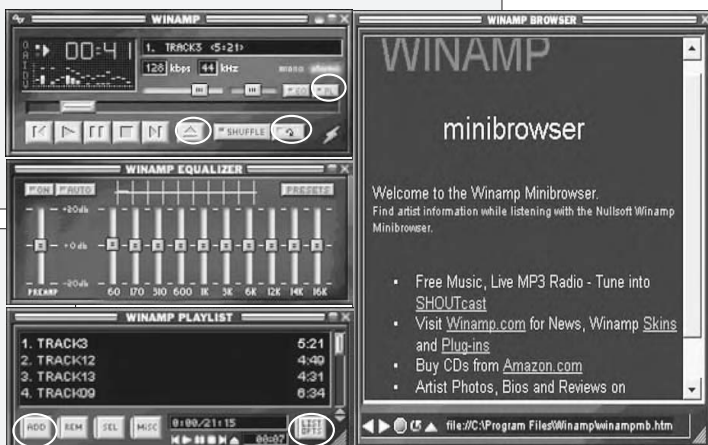 WINAMP
00:41
1. TRACK3 <5:21>
O
A
I
D
V
128 kbps 44 kHz mono stereo
EQ PL
SHUFFLE
WINAMP EQUALIZER
ON AUTO PRESETS
+20db
+0db
-20db
PREAMP 60 170 310 600 1K 3K 6K 12K 14K 16K
WINAMP PLAYLIST
1. TRACK3 5:21
2. TRACK12 4:49
3. TRACK13 4:31
4. TRACK09 6:34
ADD REM SEL MISC 0:00/21:15 LIST OPTS
00:07
WINAMP BROWSER
WINAMP
minibrowser
Welcome to the Winamp Minibrowser.
Find artist information while listening with the Nullsoft Winamp
Minibrowser.
• Free Music, Live MP3 Radio - Tune into
SHOUTcast
• Visit Winamp.com for News, Winamp Skins
and Plug-ins
• Buy CDs from Amazon.com
• Artist Photos, Bios and Reviews on
file://C:\Program Files\Winamp\winampmb.htm